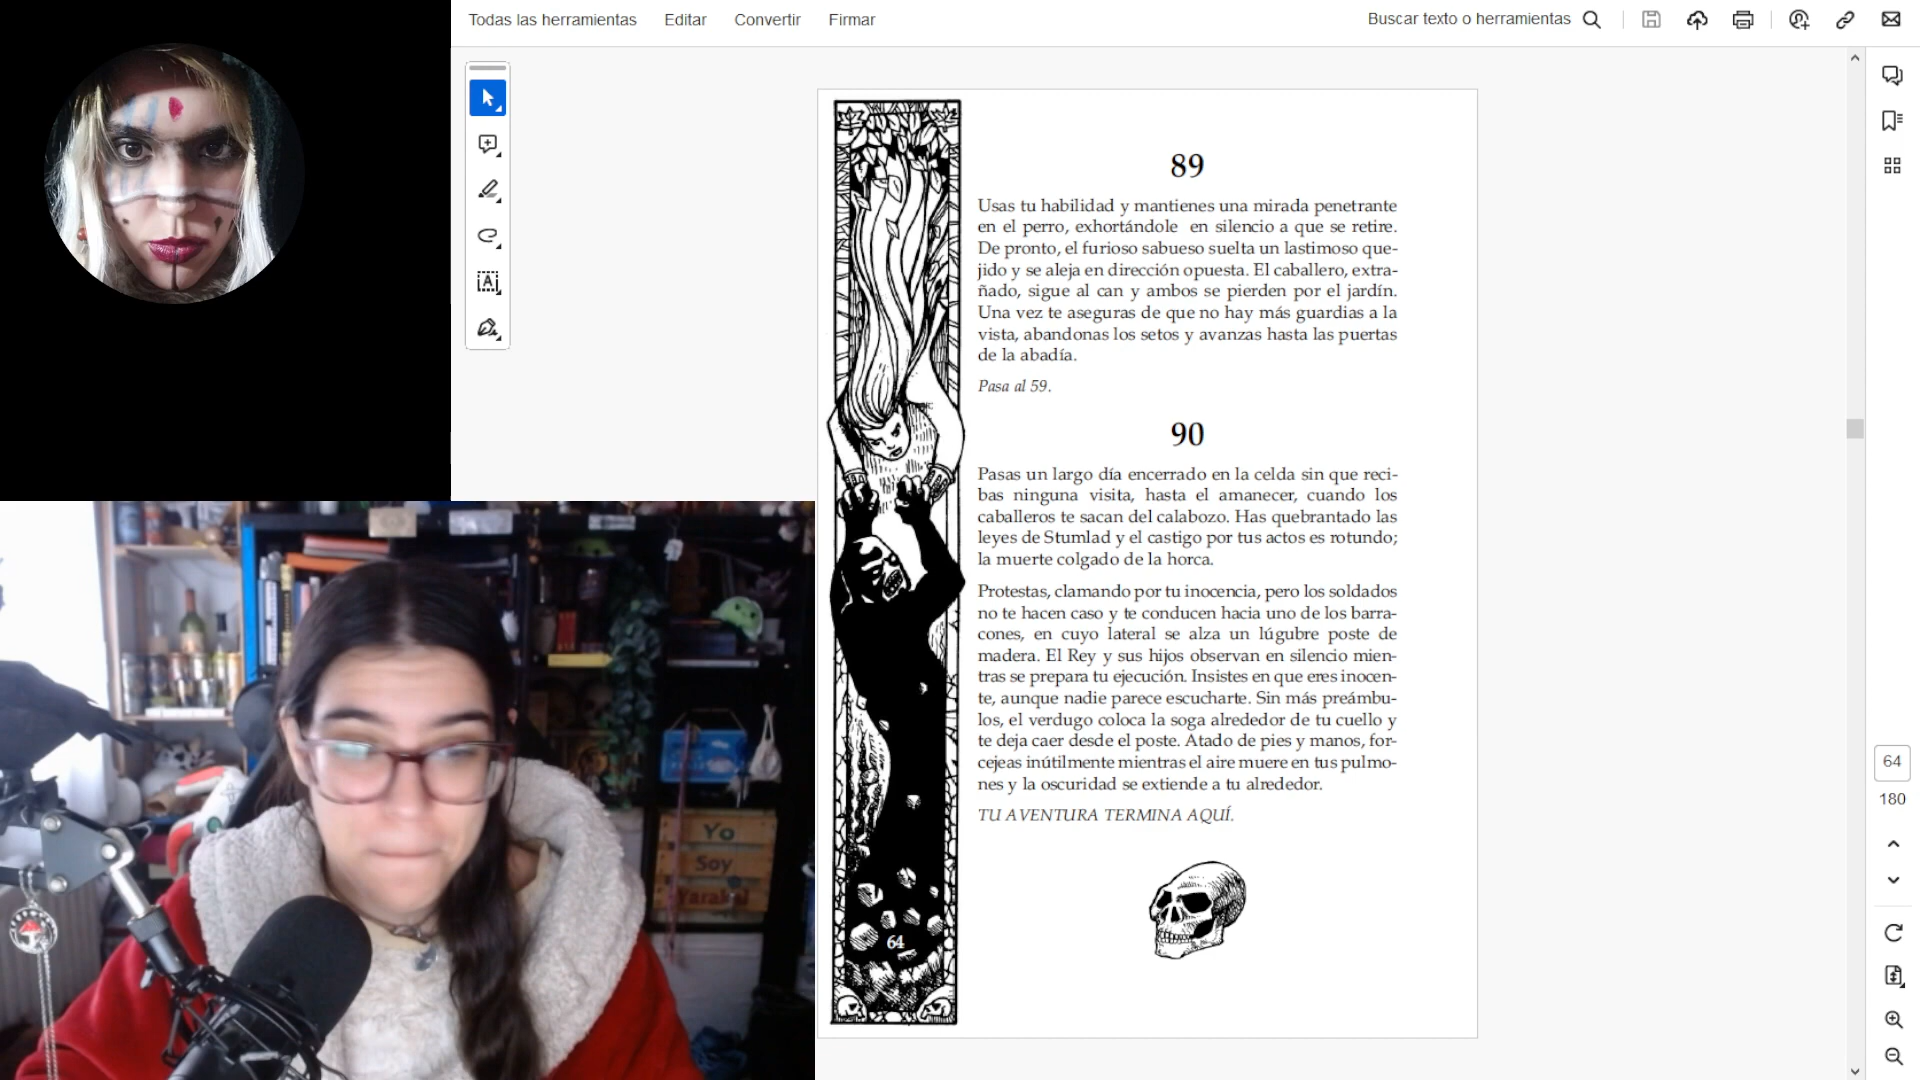 Todas las herramientas
Editar
Convertir
Firmar
Buscar texto o herramientas
89
Usas tu habilidad y mantienes una mirada penetrante
en el perro, exhortándole en silencio a que se retire.
De pronto, el furioso sabueso suelta un lastimoso que-
jido y se aleja en dirección opuesta. El caballero, extra-
ñado, sigue al can y ambos se pierden por el jardín.
Una vez te aseguras de que no hay más guardias a la
vista, abandonas los setos y avanzas hasta las puertas
de la abadía.
Pasa al 59.
90
Pasas un largo día encerrado en la celda sin que reci-
bas ninguna visita, hasta el amanecer, cuando los
caballeros te sacan del calabozo. Has quebrantado las
leyes de Stumlad y el castigo por tus actos es rotundo;
la muerte colgado de la horca.
Protestas, clamando por tu inocencia, pero los soldados
no te hacen caso y te conducen hacia uno de los barra-
cones, en cuyo lateral se alza un lúgubre poste de
madera. El Rey y sus hijos observan en silencio mien-
tras se prepara tu ejecución. Insistes en que eres inocen-
te, aunque nadie parece escucharte. Sin más preámbu-
los, el verdugo coloca la soga alrededor de tu cuello y
te deja caer desde el poste. Atado de pies y manos, for-
cejeas inútilmente mientras el aire muere en tus pulmo-
nes y la oscuridad se extiende a tu alrededor.
TU AVENTURA TERMINA AQUÍ.
64
64
180
Yo
Soy